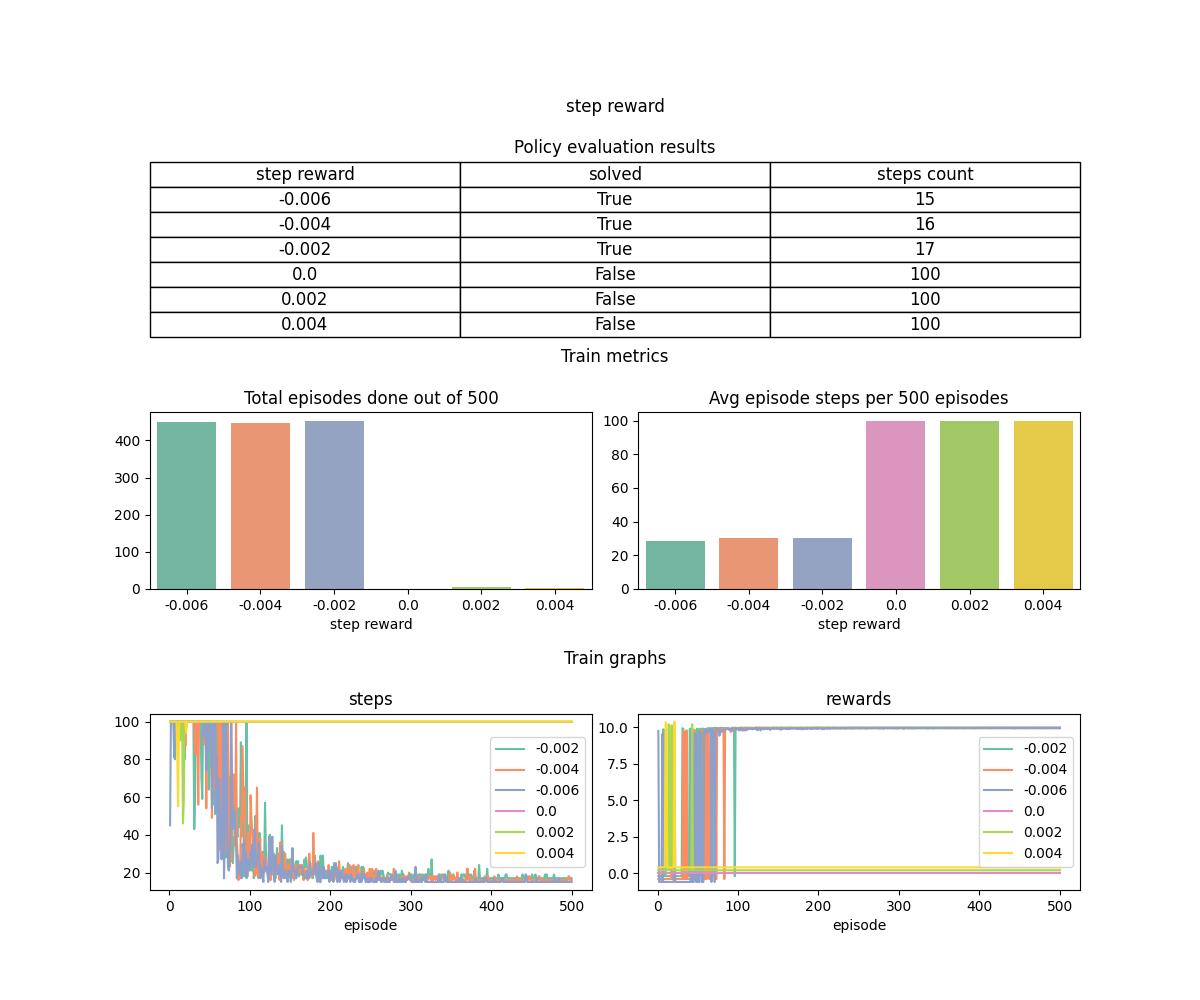 step reward
Policy evaluation results
step reward solved steps count
-0.006 True 15
-0.004 True 16
-0.002 True 17
0.0 False 100
0.002 False 100
0.004 False 100
Train metrics
Total episodes done out of 500
400
300
200
100
0
-0.006 -0.004 -0.002 0.0 0.002 0.004
step reward
Avg episode steps per 500 episodes
100
80
60
40
20
0
-0.006 -0.004 -0.002 0.0 0.002 0.004
step reward
Train graphs
steps
100
80
60
40
20
-0.002
-0.004
-0.006
0.0
0.002
0.004
0 100 200 300 400 500
episode
rewards
10.0
7.5
5.0
2.5
0.0
-0.002
-0.004
-0.006
0.0
0.002
0.004
0 100 200 300 400 500
episode